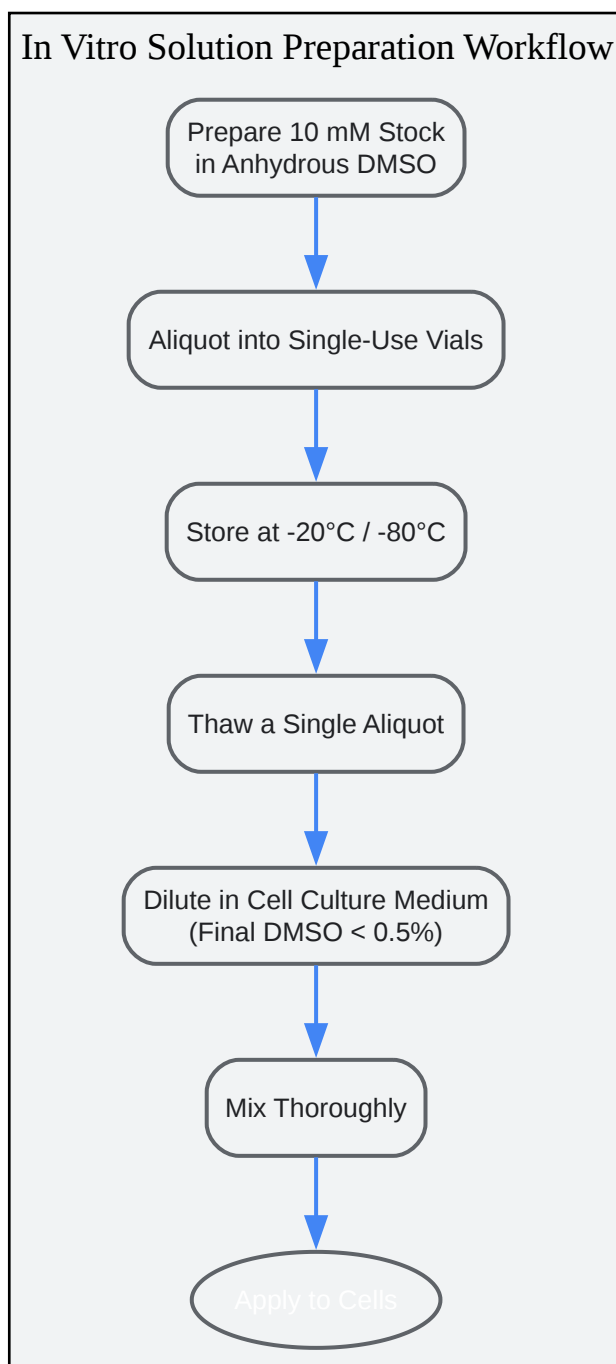 In Vitro Solution Preparation Workflow
Prepare 10 mM Stock
in Anhydrous DMSO
Aliquot into Single-Use Vials
Store at -20°C / -80°C
Thaw a Single Aliquot
Dilute in Cell Culture Medium
(Final DMSO < 0.5%)
Mix Thoroughly
Apply to Cells